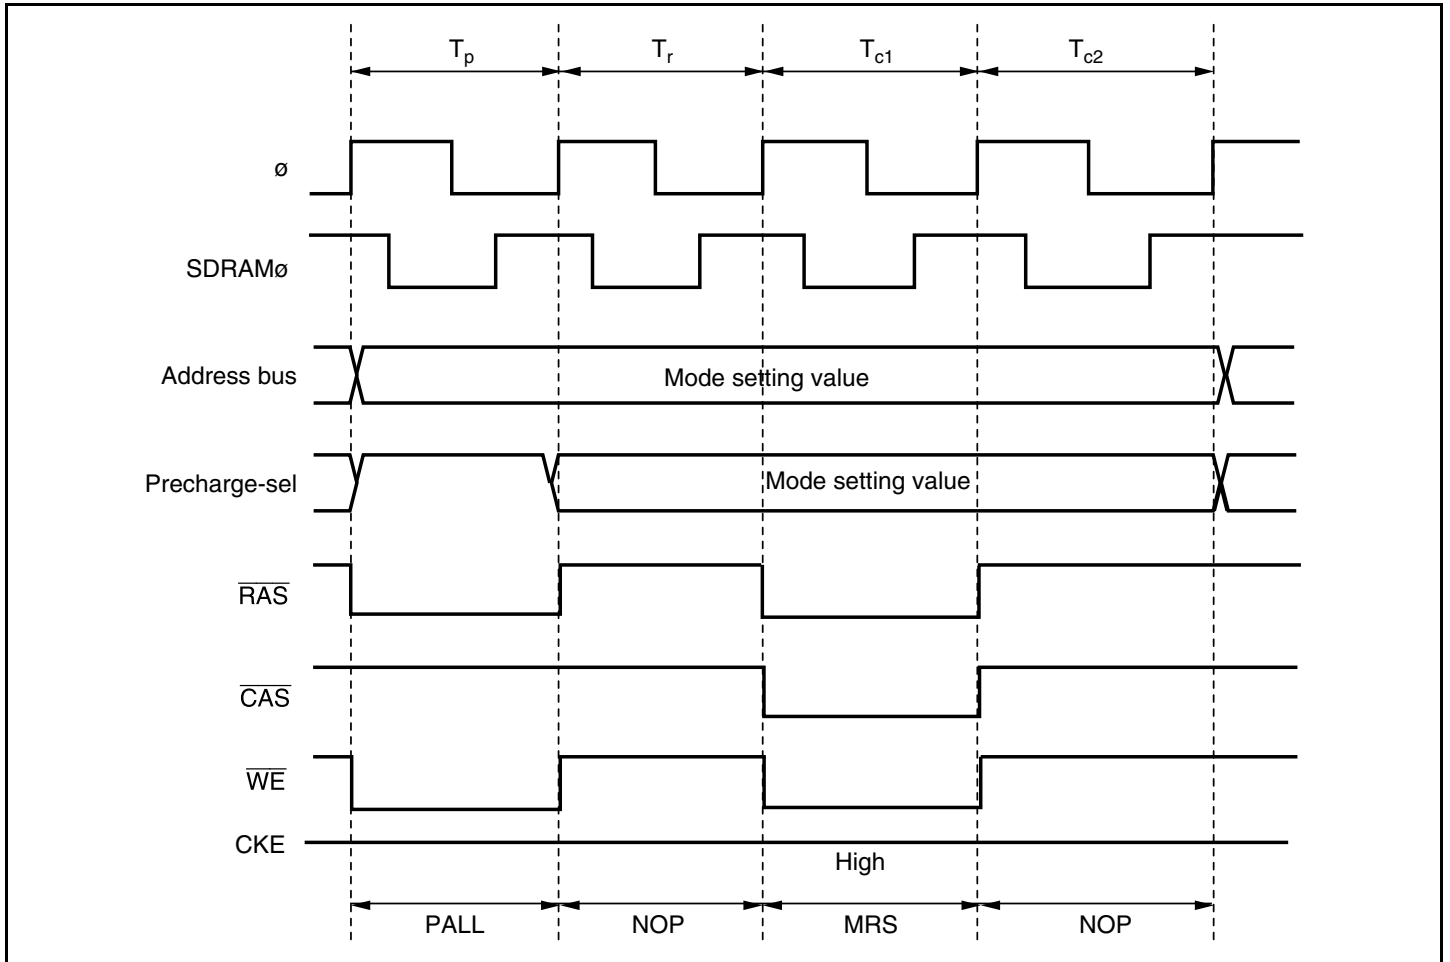 Tp
Tr
Tc1
Tc2
ø
SDRAMø
Address bus
Mode setting value
Precharge-sel
Mode setting value
RAS
CAS
WE
CKE
High
PALL
NOP
MRS
NOP